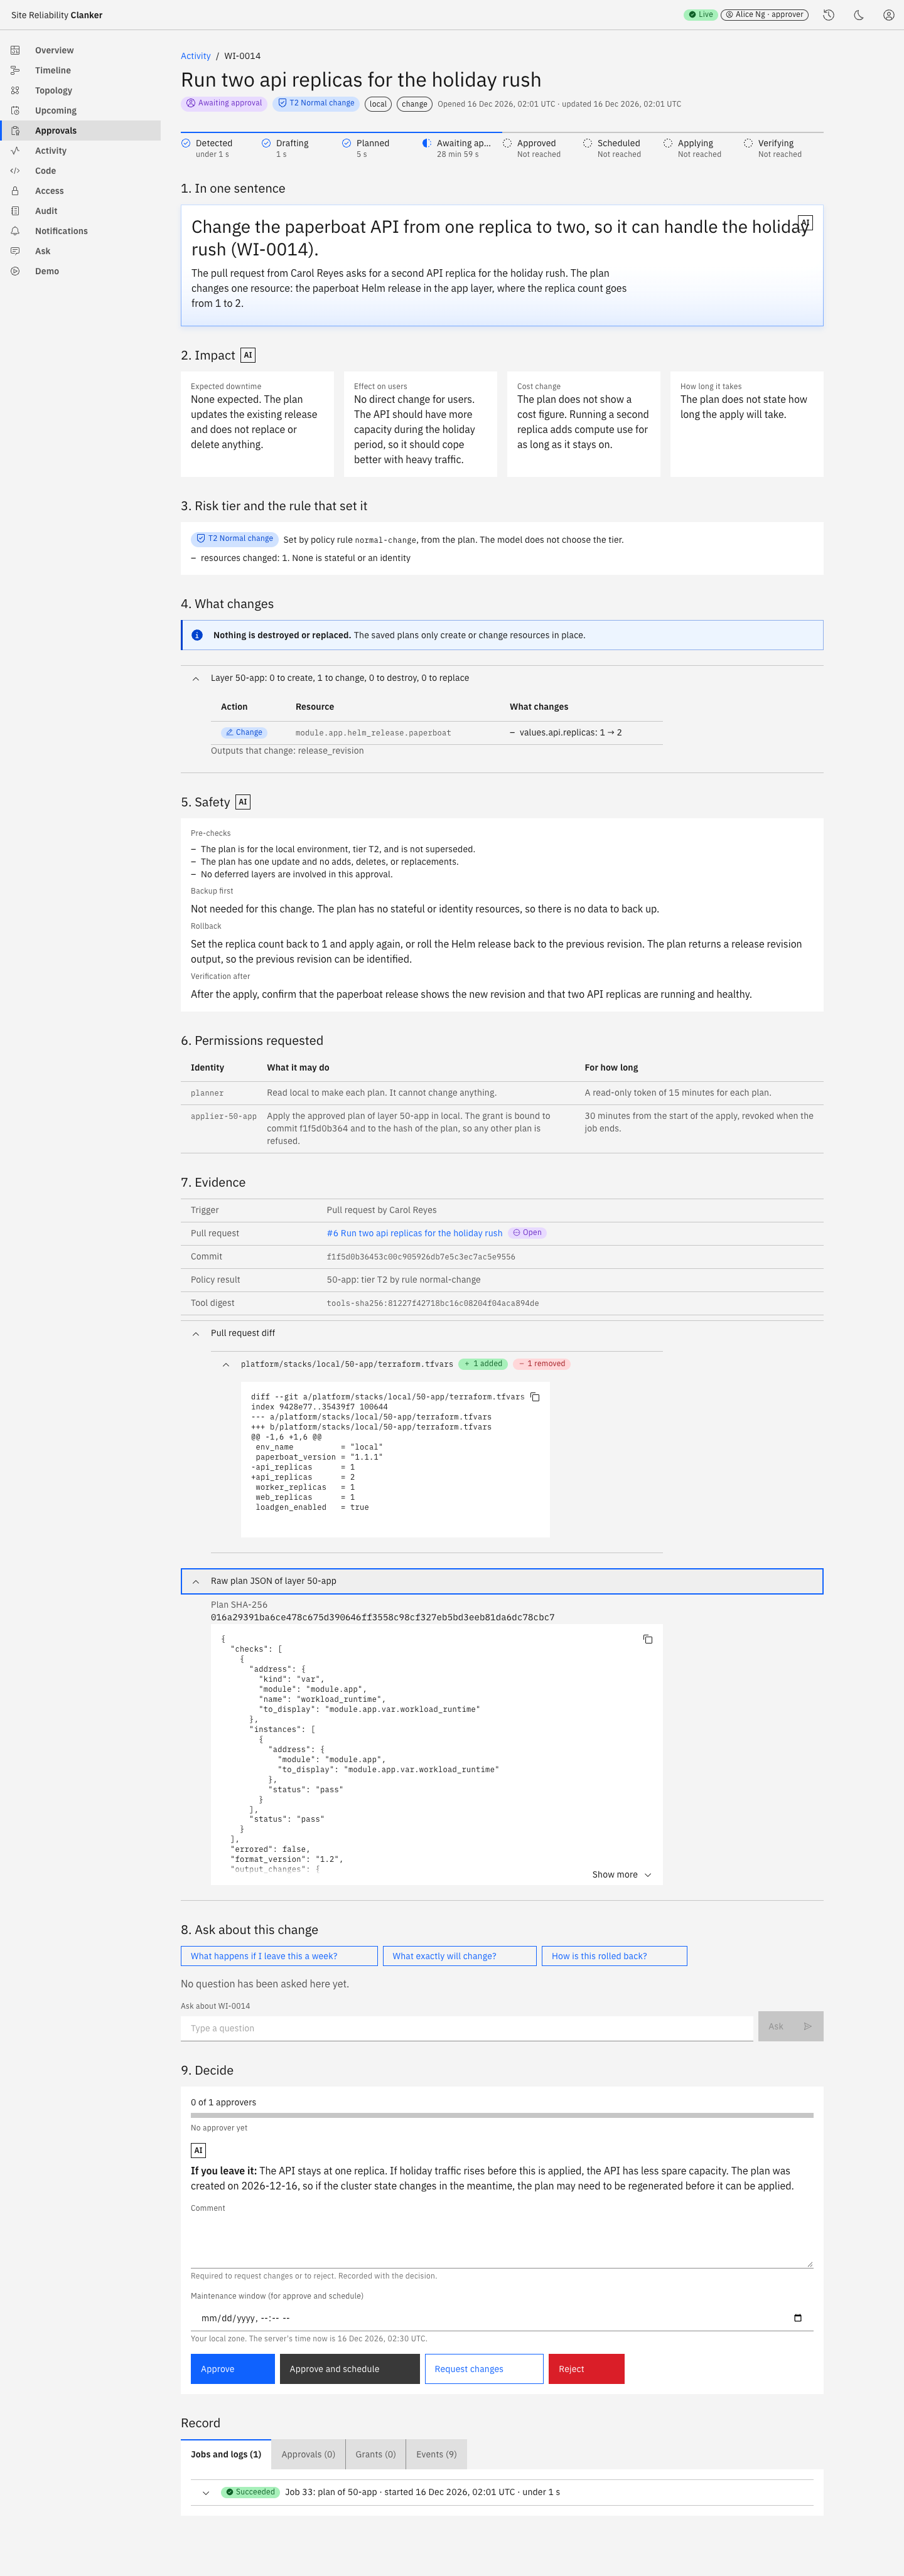 Site Reliability Clanker
Live
Alice Ng · approver
Overview
Timeline
Topology
Upcoming
Approvals
Activity
Code
Access
Audit
Notifications
Ask
Demo
Activity / WI-0014
Run two api replicas for the holiday rush
Awaiting approval T2 Normal change local change Opened 16 Dec 2026, 02:01 UTC · updated 16 Dec 2026, 02:01 UTC
Detected
under 1 s
Drafting
1 s
Planned
5 s
Awaiting ap...
28 min 59 s
Approved
Not reached
Scheduled
Not reached
Applying
Not reached
Verifying
Not reached
1. In one sentence
AI
Change the paperboat API from one replica to two, so it can handle the holiday
rush (WI-0014).
The pull request from Carol Reyes asks for a second API replica for the holiday rush. The plan
changes one resource: the paperboat Helm release in the app layer, where the replica count goes
from 1 to 2.
2. Impact AI
Expected downtime
None expected. The plan
updates the existing release
and does not replace or
delete anything.
Effect on users
No direct change for users.
The API should have more
capacity during the holiday
period, so it should cope
better with heavy traffic.
Cost change
The plan does not show a
cost figure. Running a second
replica adds compute use for
as long as it stays on.
How long it takes
The plan does not state how
long the apply will take.
3. Risk tier and the rule that set it
T2 Normal change Set by policy rule normal-change, from the plan. The model does not choose the tier.
– resources changed: 1. None is stateful or an identity
4. What changes
Nothing is destroyed or replaced. The saved plans only create or change resources in place.
Layer 50-app: 0 to create, 1 to change, 0 to destroy, 0 to replace
Action Resource What changes
Change module.app.helm_release.paperboat – values.api.replicas: 1 → 2
Outputs that change: release_revision
5. Safety AI
Pre-checks
– The plan is for the local environment, tier T2, and is not superseded.
– The plan has one update and no adds, deletes, or replacements.
– No deferred layers are involved in this approval.
Backup first
Not needed for this change. The plan has no stateful or identity resources, so there is no data to back up.
Rollback
Set the replica count back to 1 and apply again, or roll the Helm release back to the previous revision. The plan returns a release revision
output, so the previous revision can be identified.
Verification after
After the apply, confirm that the paperboat release shows the new revision and that two API replicas are running and healthy.
6. Permissions requested
Identity What it may do For how long
planner Read local to make each plan. It cannot change anything. A read-only token of 15 minutes for each plan.
applier-50-app Apply the approved plan of layer 50-app in local. The grant is bound to
commit f1f5d0b364 and to the hash of the plan, so any other plan is
refused.
30 minutes from the start of the apply, revoked when the
job ends.
7. Evidence
Trigger Pull request by Carol Reyes
Pull request #6 Run two api replicas for the holiday rush Open
Commit f1f5d0b36453c00c905926db7e5c3ec7ac5e9556
Policy result 50-app: tier T2 by rule normal-change
Tool digest tools-sha256:81227f42718bc16c08204f04aca894de
Pull request diff
platform/stacks/local/50-app/terraform.tfvars + 1 added − 1 removed
diff --git a/platform/stacks/local/50-app/terraform.tfvars
index 9428e77..35439f7 100644
--- a/platform/stacks/local/50-app/terraform.tfvars
+++ b/platform/stacks/local/50-app/terraform.tfvars
@@ -1,6 +1,6 @@
env_name = "local"
paperboat_version = "1.1.1"
-api_replicas = 1
+api_replicas = 2
worker_replicas = 1
web_replicas = 1
loadgen_enabled = true
Raw plan JSON of layer 50-app
Plan SHA-256
016a29391ba6ce478c675d390646ff3558c98cf327eb5bd3eeb81da6dc78cbc7
{
"checks": [
{
"address": {
"kind": "var",
"module": "module.app",
"name": "workload_runtime",
"to_display": "module.app.var.workload_runtime"
},
"instances": [
{
"address": {
"module": "module.app",
"to_display": "module.app.var.workload_runtime"
},
"status": "pass"
}
],
"status": "pass"
}
],
"errored": false,
"format_version": "1.2",
"output_changes": {
Show more
8. Ask about this change
What happens if I leave this a week?
What exactly will change?
How is this rolled back?
No question has been asked here yet.
Ask about WI-0014
Type a question
Ask
9. Decide
0 of 1 approvers
No approver yet
AI
If you leave it: The API stays at one replica. If holiday traffic rises before this is applied, the API has less spare capacity. The plan was
created on 2026-12-16, so if the cluster state changes in the meantime, the plan may need to be regenerated before it can be applied.
Comment
Required to request changes or to reject. Recorded with the decision.
Maintenance window (for approve and schedule)
mm/dd/yyyy, --:-- --
Your local zone. The server's time now is 16 Dec 2026, 02:30 UTC.
Approve
Approve and schedule
Request changes
Reject
Record
Jobs and logs (1)
Approvals (0)
Grants (0)
Events (9)
Succeeded Job 33: plan of 50-app · started 16 Dec 2026, 02:01 UTC · under 1 s